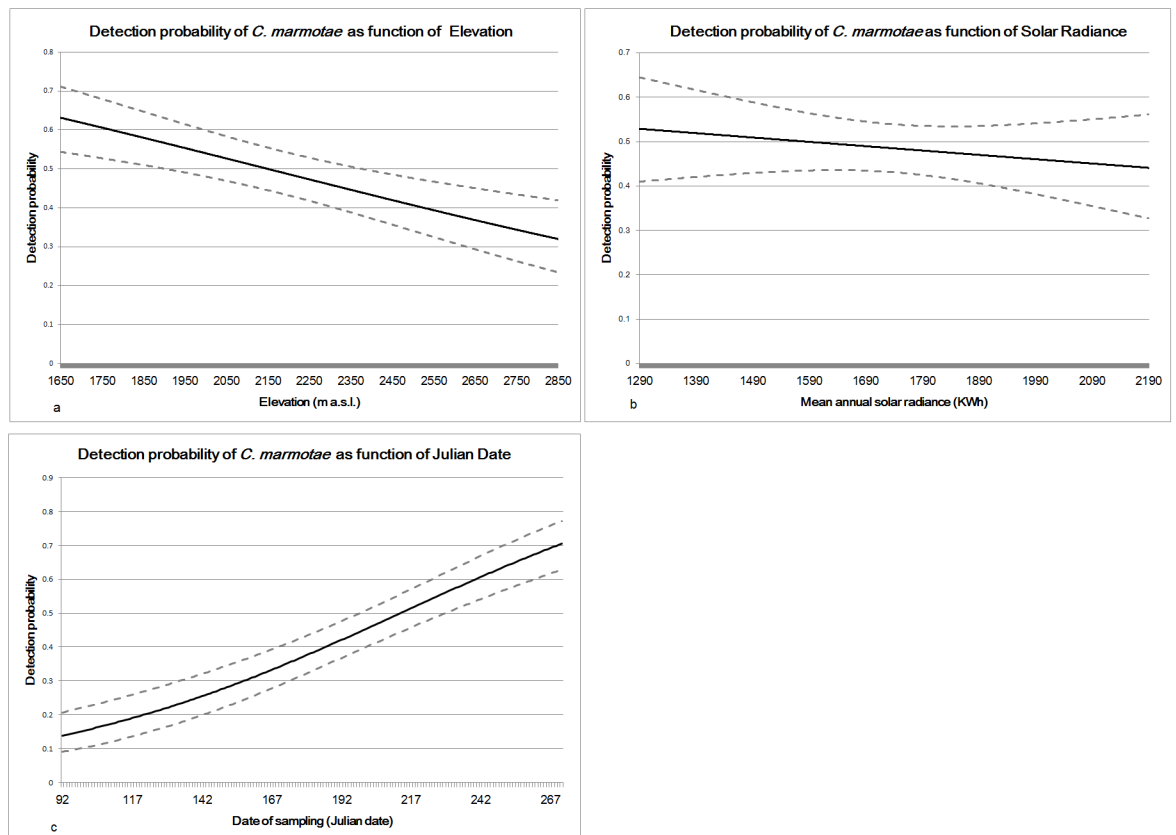 Detection probability of C. marmotae as function of Elevation
0.8
0.7
0.6
0.5
0.4
0.3
0.2
0.1
0
Detection probability
1650 1750 1850 1950 2050 2150 2250 2350 2450 2550 2650 2750 2850
Elevation (m a.s.l.)
a
Detection probability of C. marmotae as function of Solar Radiance
0.7
0.6
0.5
0.4
0.3
0.2
0.1
0
Detection probability
1290 1390 1490 1590 1690 1790 1890 1990 2090 2190
Mean annual solar radiance (KWh)
b
Detection probability of C. marmotae as function of Julian Date
0.9
0.8
0.7
0.6
0.5
0.4
0.3
0.2
0.1
0
Detection probability
92 117 142 167 192 217 242 267
Date of sampling (Julian date)
c